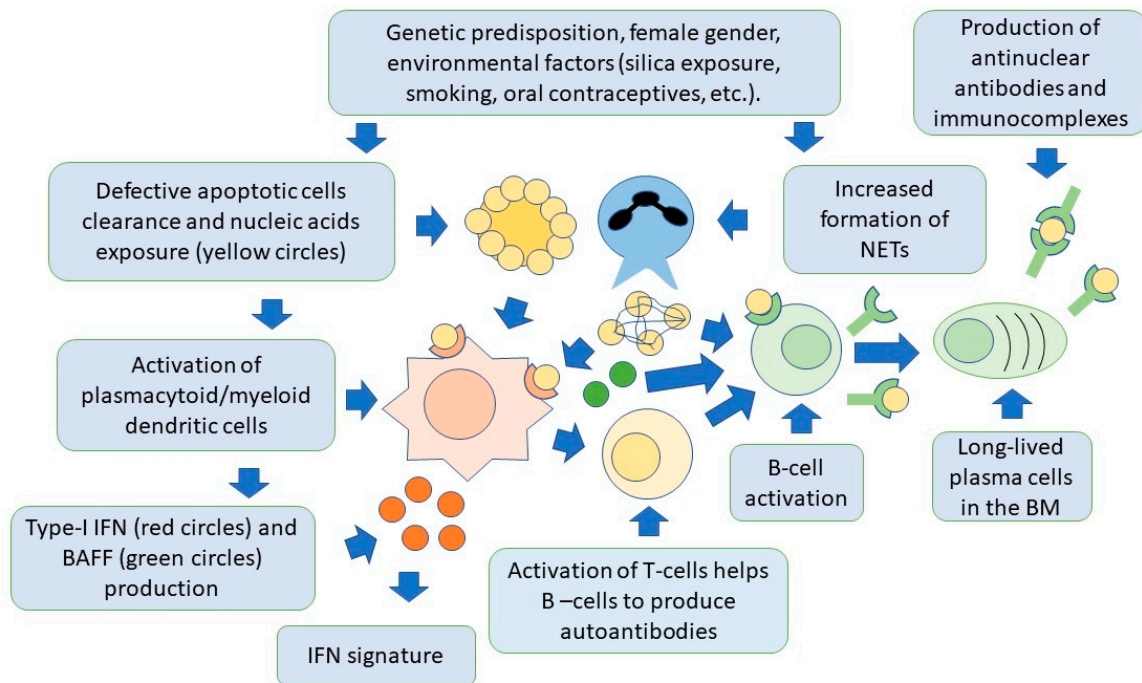 Genetic predisposition, female gender,
environmental factors (silica exposure,
smoking, oral contraceptives, etc.).
Production of
antinuclear
antibodies and
immunocomplexes
Defective apoptotic cells
clearance and nucleic acids
exposure (yellow circles)
Increased
formation of
NETs
Activation of
plasmacytoid/myeloid
dendritic cells
B-cell
activation
Long-lived
plasma cells
in the BM
Type-I IFN (red circles) and
BAFF (green circles)
production
Activation of T-cells helps
B –cells to produce
autoantibodies
IFN signature